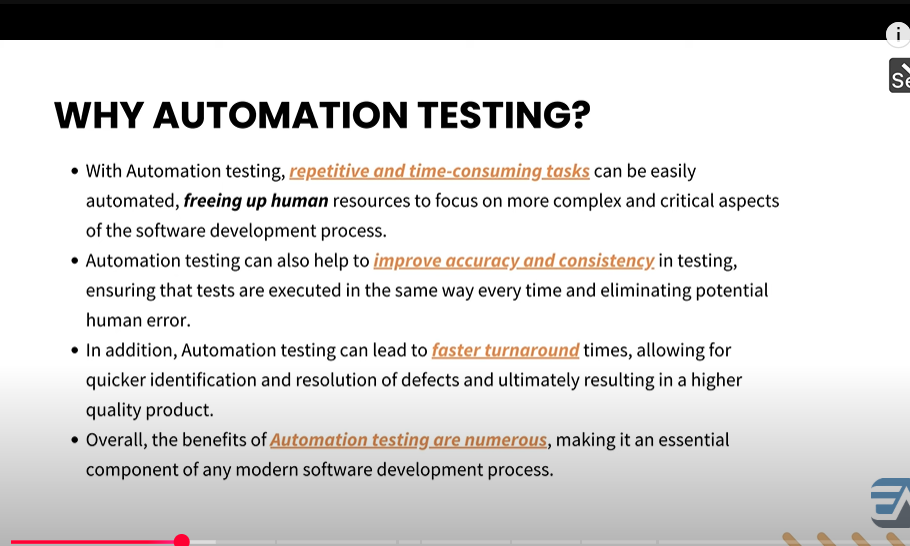 i
WHY AUTOMATION TESTING?
• With Automation testing, repetitive and time-consuming tasks can be easily
automated, freeing up human resources to focus on more complex and critical aspects
of the software development process.
• Automation testing can also help to improve accuracy and consistency in testing,
ensuring that tests are executed in the same way every time and eliminating potential
human error.
• In addition, Automation testing can lead to faster turnaround times, allowing for
quicker identification and resolution of defects and ultimately resulting in a higher
quality product.
• Overall, the benefits of Automation testing are numerous, making it an essential
component of any modern software development process.